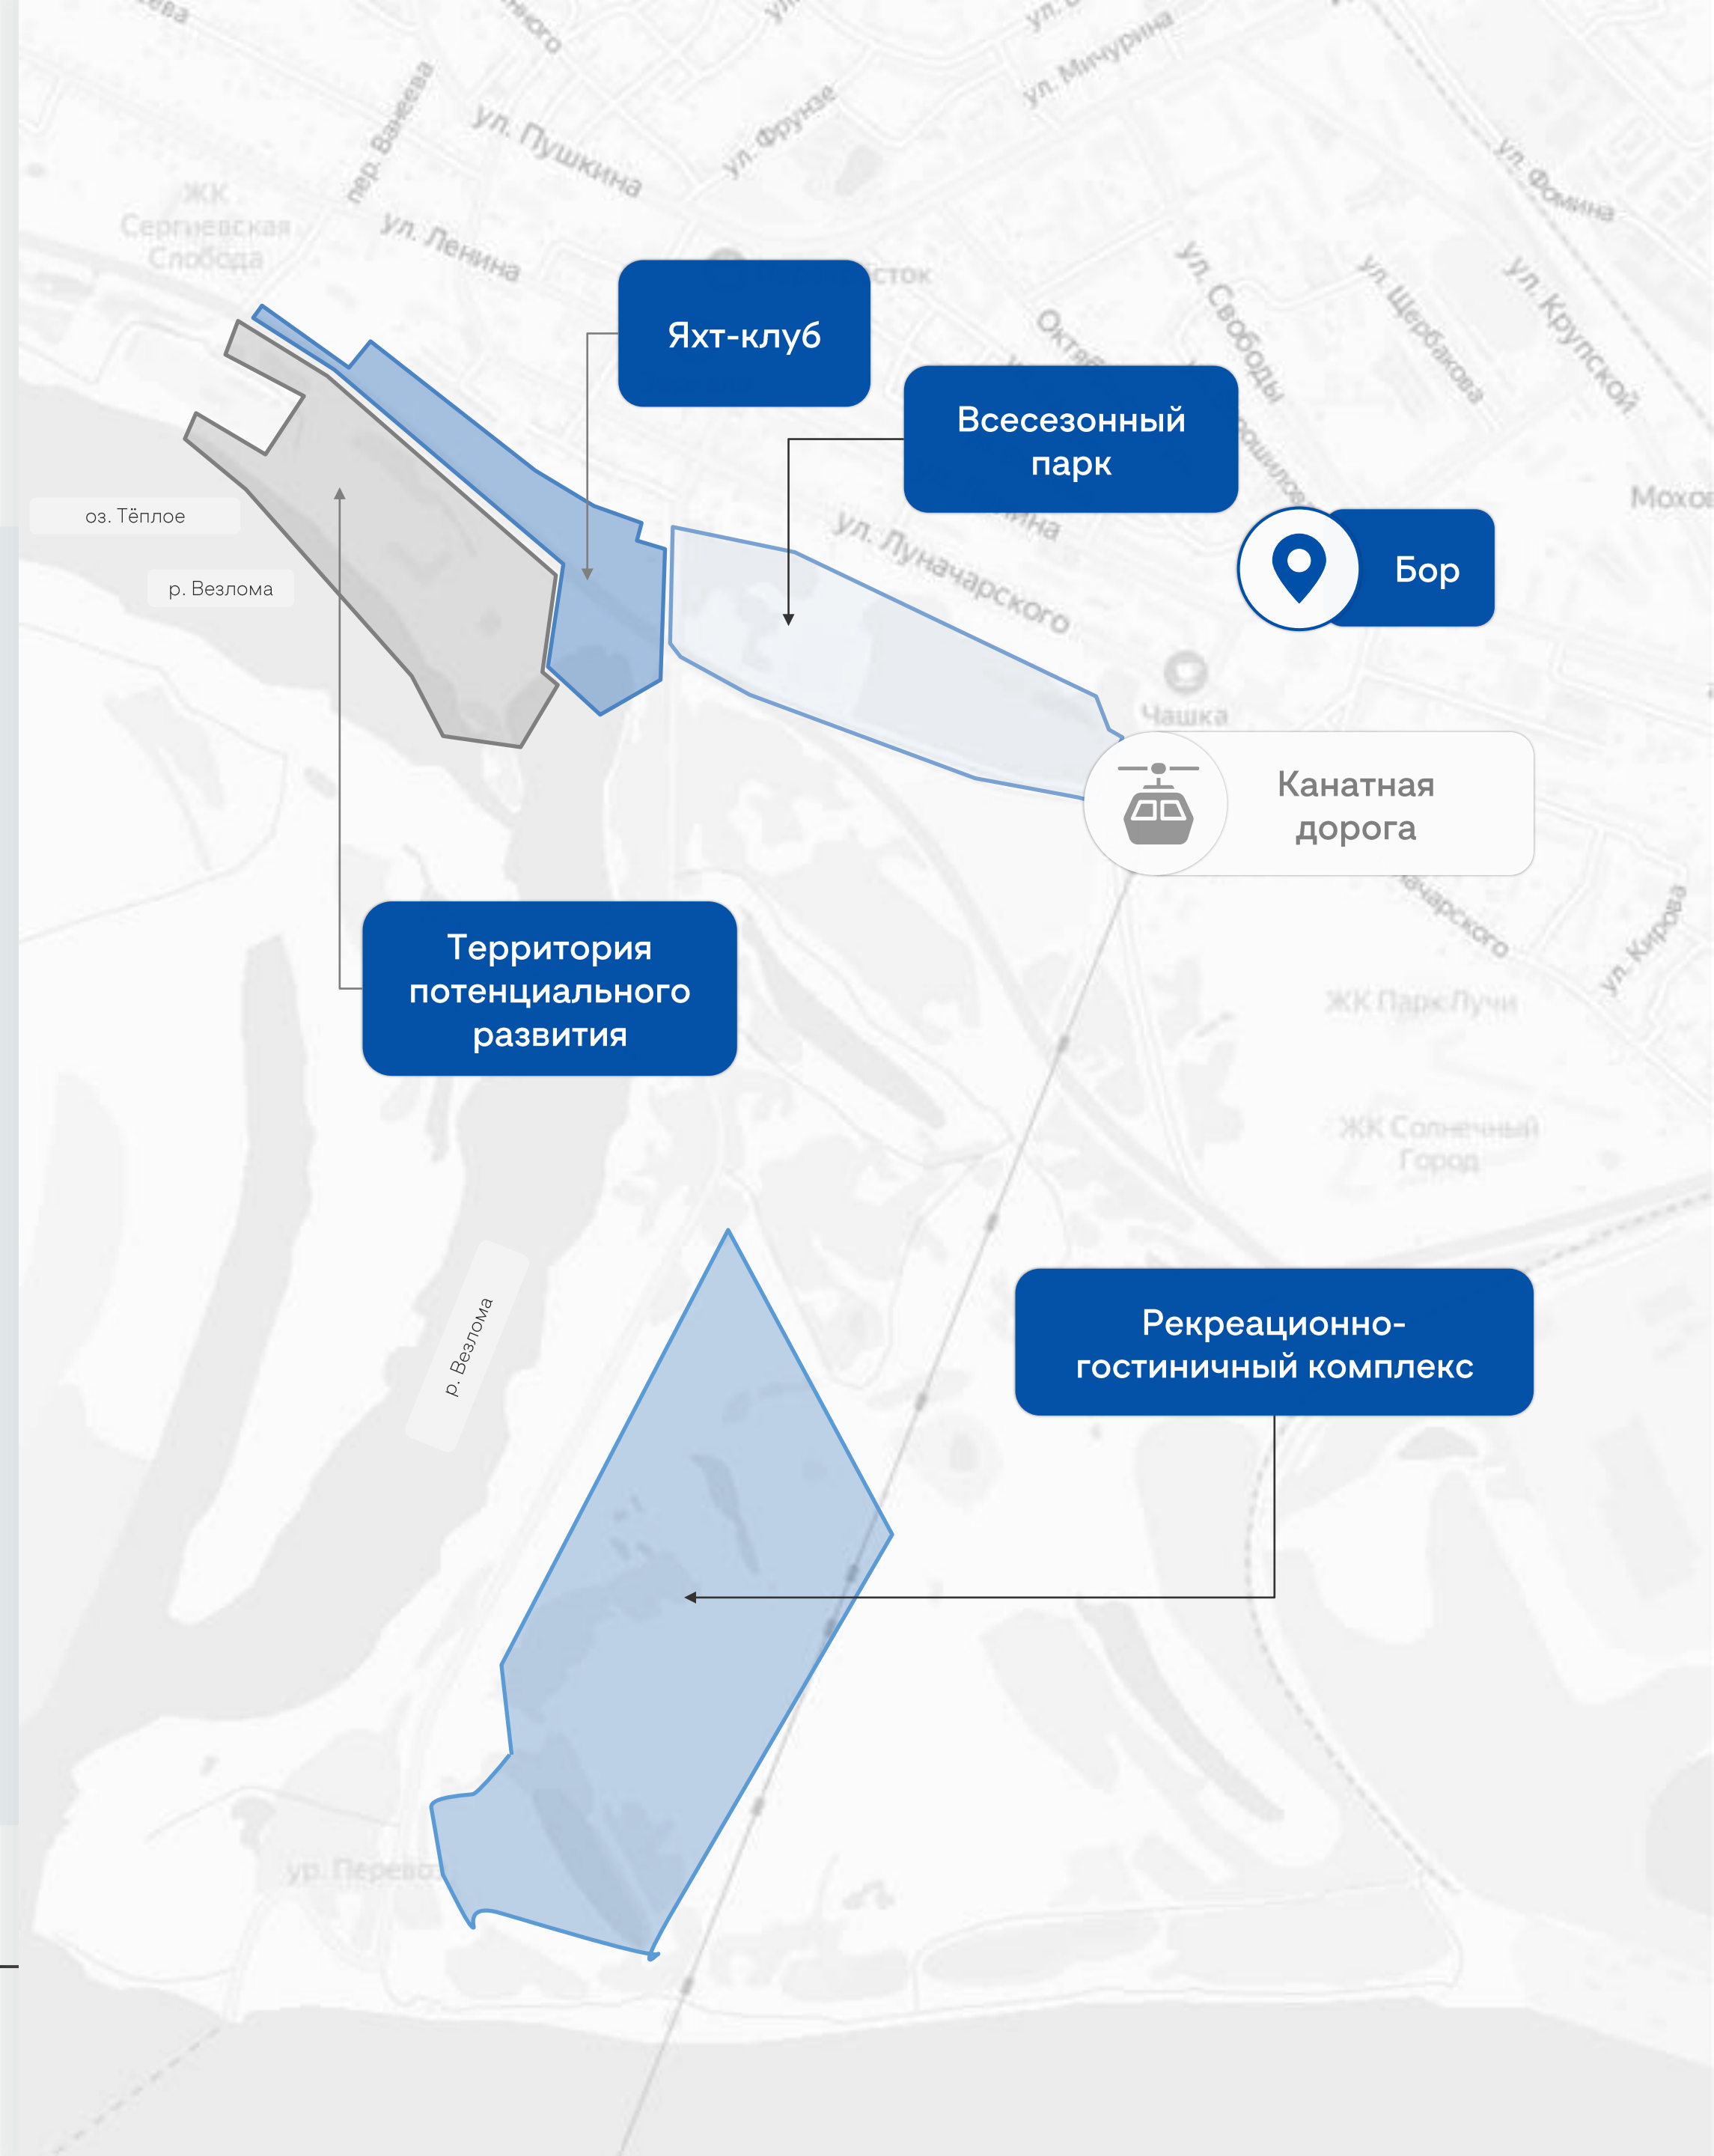 ул. Мичурина
пер. Ванеева
ул. Пушкина
ул. Фрунзе
ул. Фомина
ЖК
Сергиевская
Слобода
ул. Ленина
ул. Свободы
ул. Щербакова
ул. Крупской
Яхт-клуб
Всесезонный
парк
оз. Тёплое
р. Везлома
ул. Луначарского
Бор
Чашка
Канатная
дорога
ул. Кирова
Территория
потенциального
развития
ЖК Парк Лучи
ЖК Солнечный
Город
р. Везлома
Рекреационно-
гостиничный комплекс
ур. Перевоз